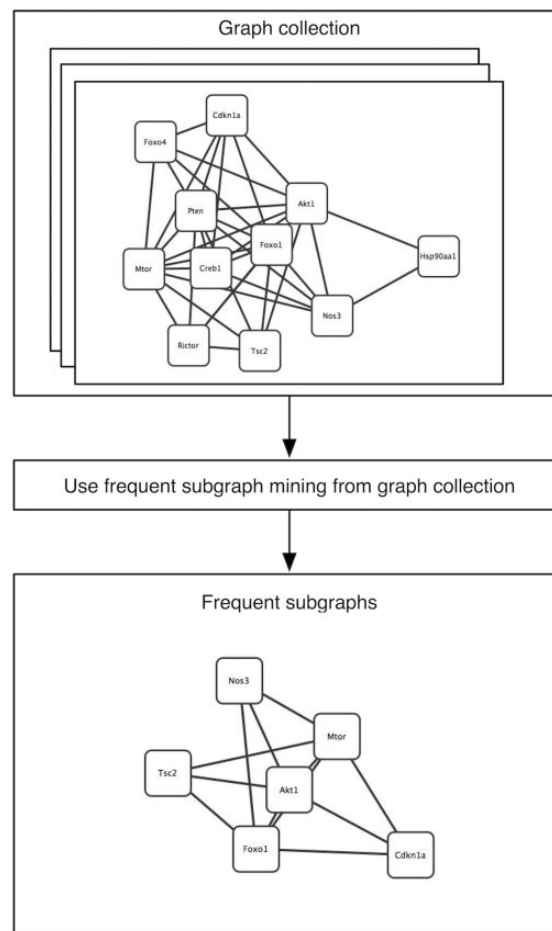 Graph collection
Cdkn1a
Foxo4
Akt1
Pten
Foxo1
Hsp90aa1
Mtor
Creb1
Nos3
Rictor
Tsc2
Use frequent subgraph mining from graph collection
Frequent subgraphs
Nos3
Mtor
Tsc2
Akt1
Foxo1
Cdkn1a